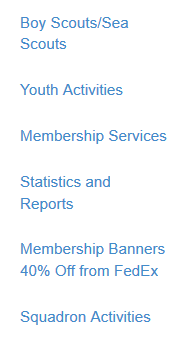 Boy Scouts/Sea
Scouts
Youth Activities
Membership Services
Statistics and
Reports
Membership Banners
40% Off from FedEx
Squadron Activities